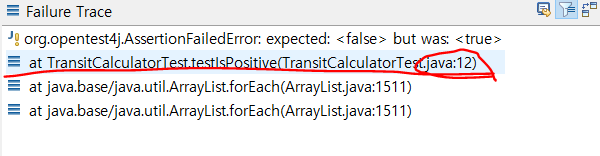 Failure Trace
org.opentest4j.AssertionFailedError: expected: <false> but was: <true>
at TransitCalculatorTest.testIsPositive(TransitCalculatorTest.java:12)
at java.base/java.util.ArrayList.forEach(ArrayList.java:1511)
at java.base/java.util.ArrayList.forEach(ArrayList.java:1511)